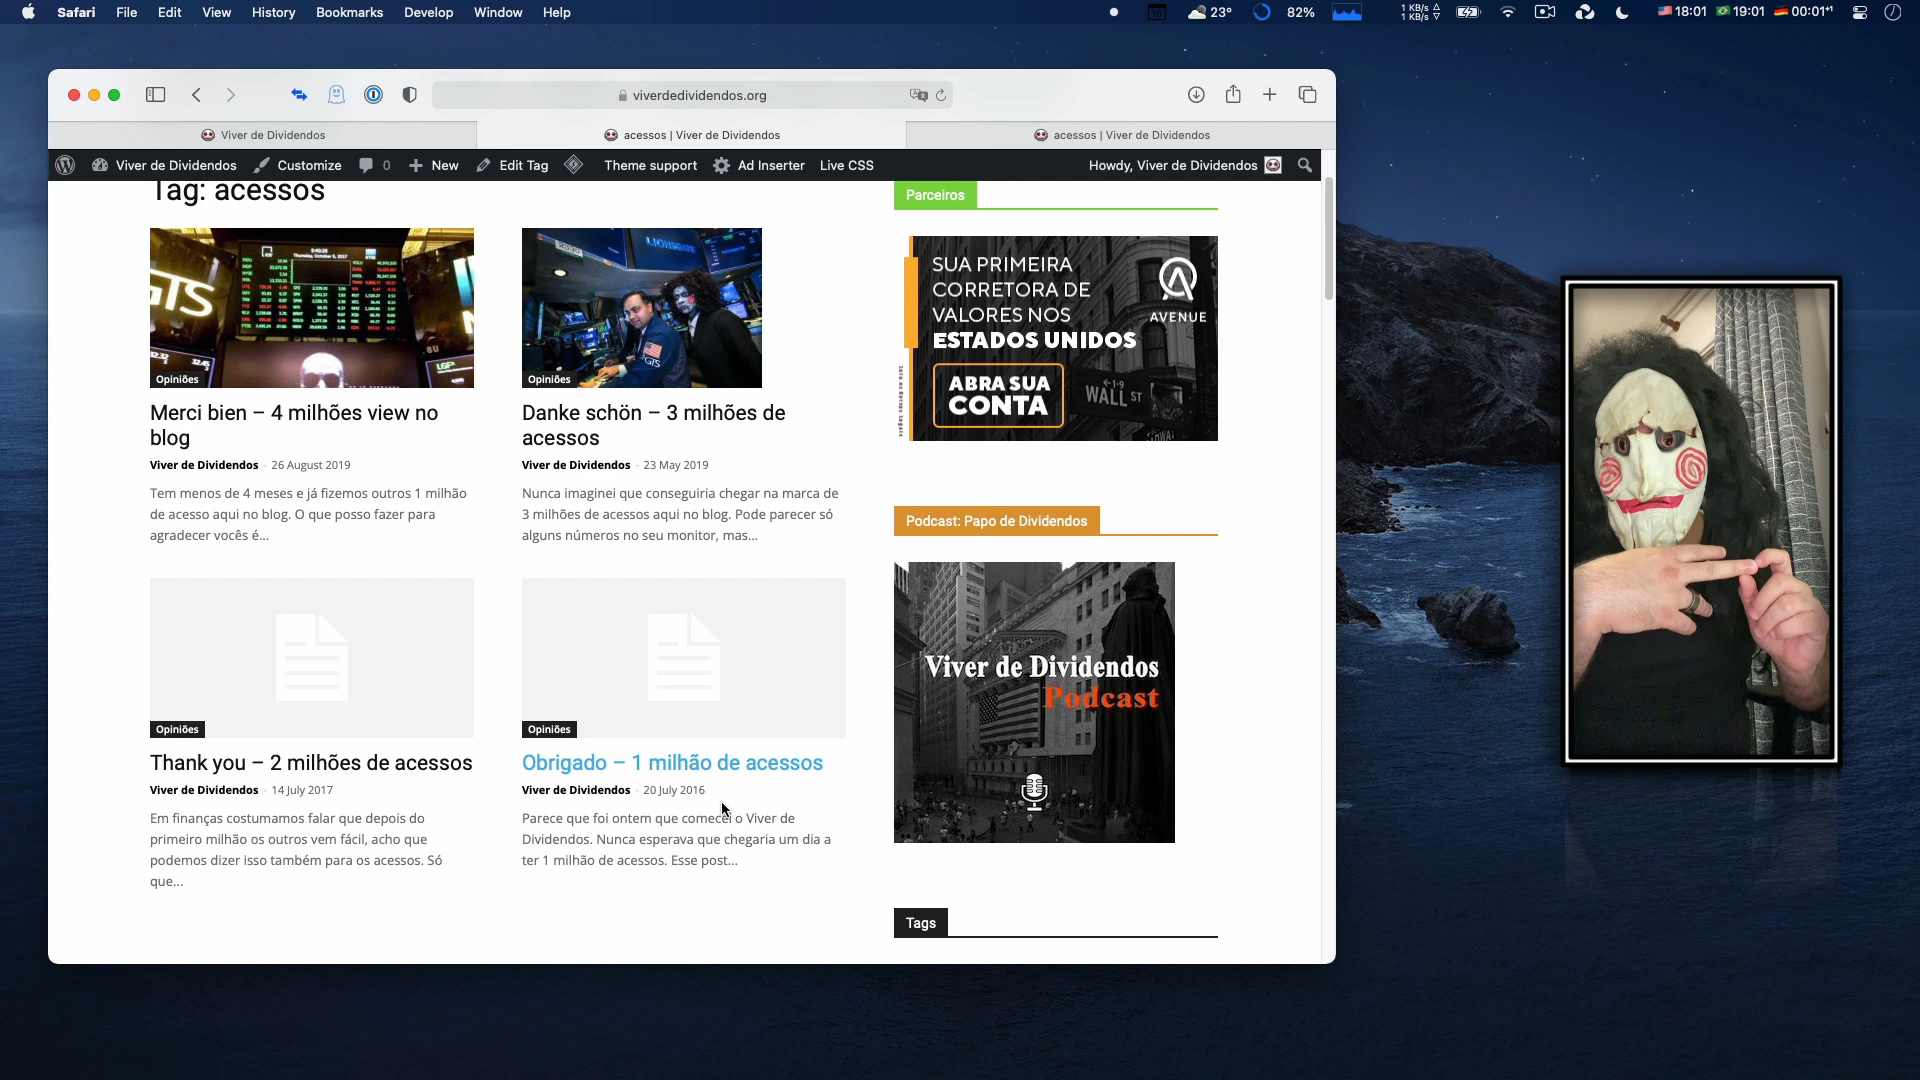 Safari File Edit View History Bookmarks Develop Window Help
10 23° 82% 1 KB/s 1 KB/s 18:01 19:01 00:01+1
viverdedividendos.org
Viver de Dividendos
acessos | Viver de Dividendos
acessos | Viver de Dividendos
Viver de Dividendos Customize 0 New Edit Tag Theme support Ad Inserter Live CSS Howdy, Viver de Dividendos
Tag: acessos
GTS
Opiniões
Merci bien – 4 milhões view no
blog
Viver de Dividendos - 26 August 2019
Tem menos de 4 meses e já fizemos outros 1 milhão
de acesso aqui no blog. O que posso fazer para
agradecer vocês é...
LIONSGATE
GTS
Opiniões
Danke schön – 3 milhões de
acessos
Viver de Dividendos - 23 May 2019
Nunca imaginei que conseguiria chegar na marca de
3 milhões de acessos aqui no blog. Pode parecer só
alguns números no seu monitor, mas...
Opiniões
Thank you – 2 milhões de acessos
Viver de Dividendos - 14 July 2017
Em finanças costumamos falar que depois do
primeiro milhão os outros vem fácil, acho que
podemos dizer isso também para os acessos. Só
que...
Opiniões
Obrigado – 1 milhão de acessos
Viver de Dividendos - 20 July 2016
Parece que foi ontem que comecei o Viver de
Dividendos. Nunca esperava que chegaria um dia a
ter 1 milhão de acessos. Esse post...
Parceiros
SUA PRIMEIRA
CORRETORA DE
VALORES NOS
ESTADOS UNIDOS
ABRA SUA
CONTA
AVENUE
WALL ST
Podcast: Papo de Dividendos
Viver de Dividendos
Podcast
Tags